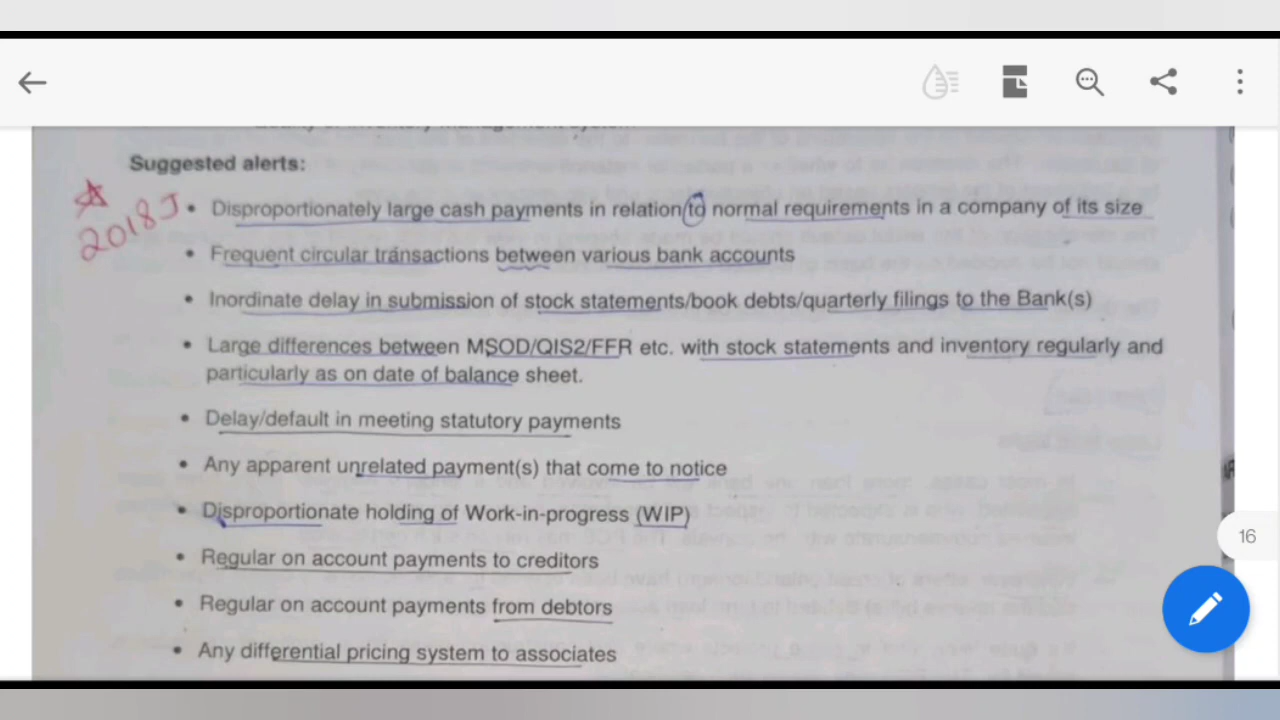 Suggested alerts:
☆
2018 J
• Disproportionately large cash payments in relation to normal requirements in a company of its size
• Frequent circular transactions between various bank accounts
• Inordinate delay in submission of stock statements/book debts/quarterly filings to the Bank(s)
• Large differences between MSOD/QIS2/FFR etc. with stock statements and inventory regularly and
particularly as on date of balance sheet.
• Delay/default in meeting statutory payments
• Any apparent unrelated payment(s) that come to notice
• Disproportionate holding of Work-in-progress (WIP)
• Regular on account payments to creditors
16
• Regular on account payments from debtors
• Any differential pricing system to associates